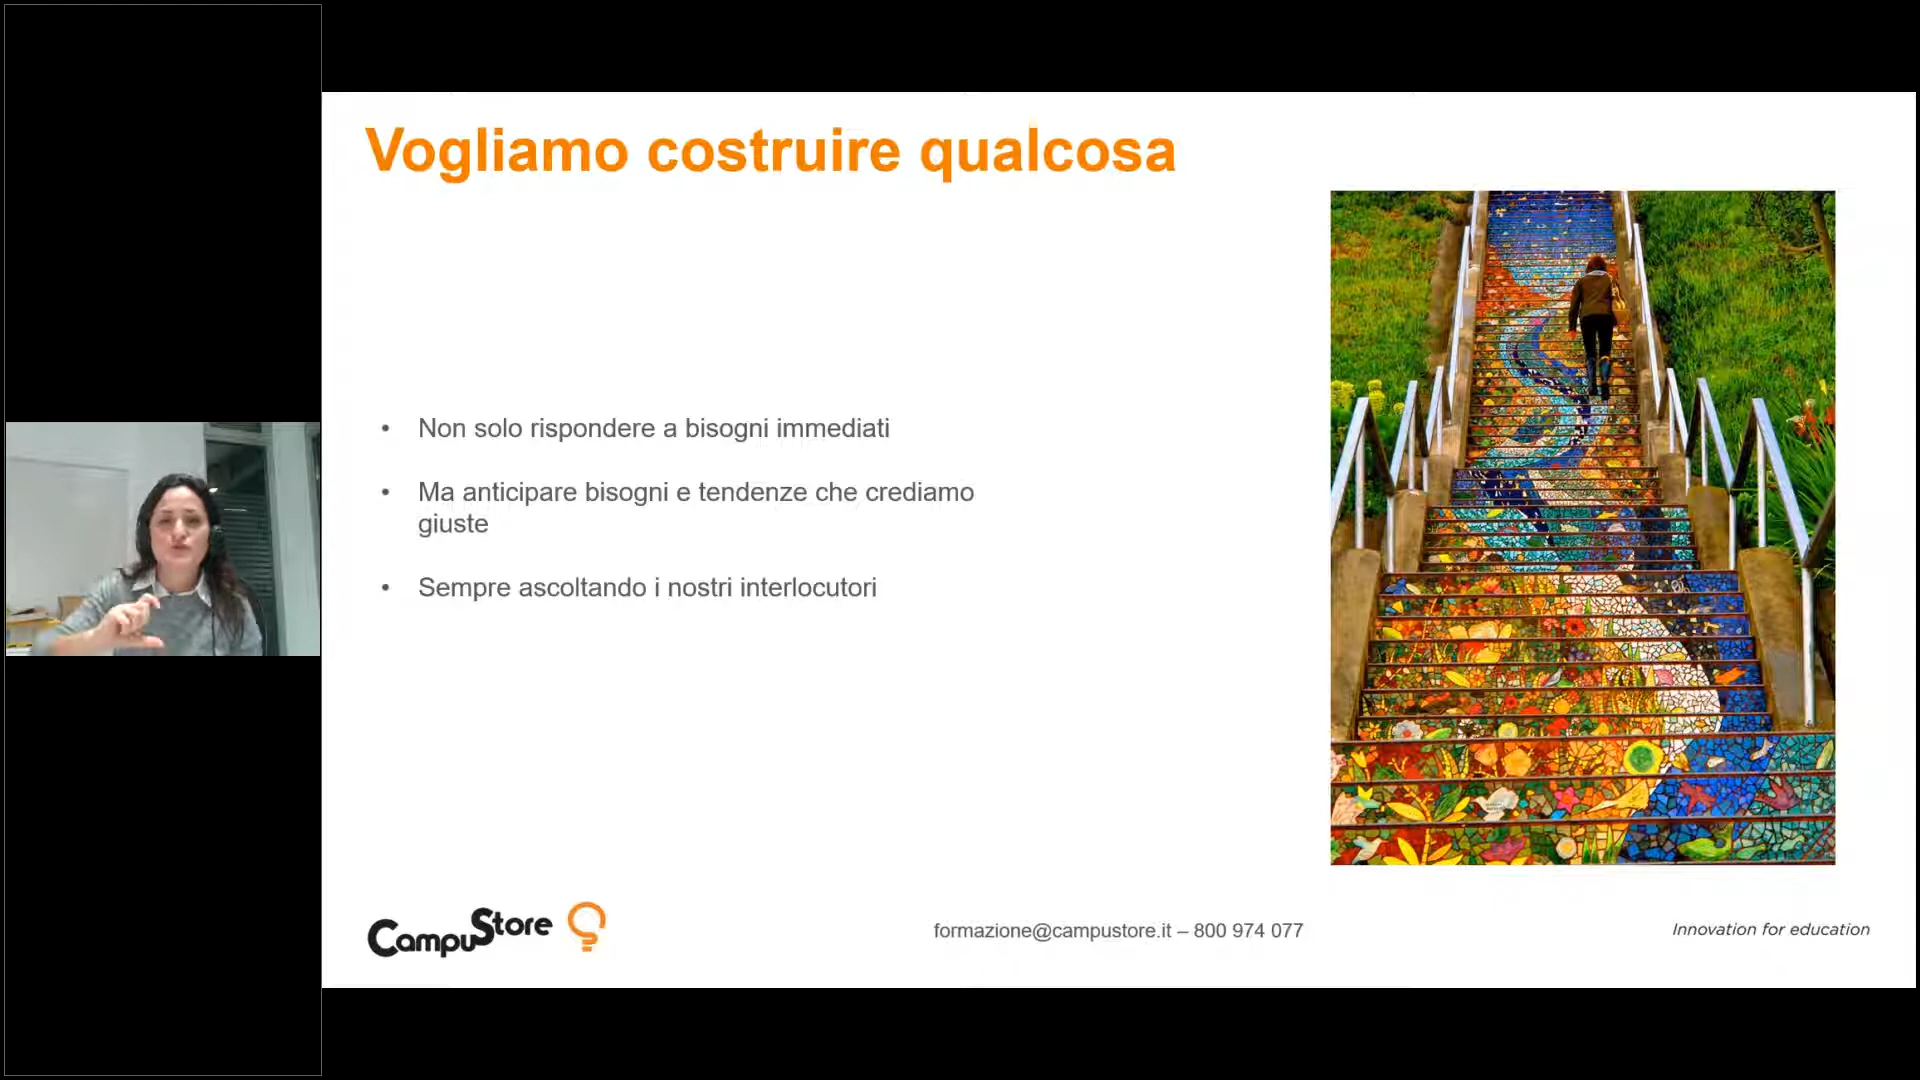 Vogliamo costruire qualcosa
• Non solo rispondere a bisogni immediati
• Ma anticipare bisogni e tendenze che crediamo
giuste
• Sempre ascoltando i nostri interlocutori
CampuStore
formazione@campustore.it – 800 974 077
Innovation for education